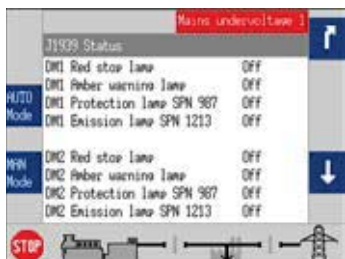 Mains undervoltage 1
J1939 Status
DM1 Red stop lamp Off
DM1 Amber warning lamp Off
DM1 Protection lamp SPN 987 Off
DM1 Emission lamp SPN 1213 Off
AUTO
Mode
DM2 Red stop lamp Off
DM2 Amber warning lamp Off
DM2 Protection lamp SPN 987 Off
DM2 Emission lamp SPN 1213 Off
MAN
Mode
STOP